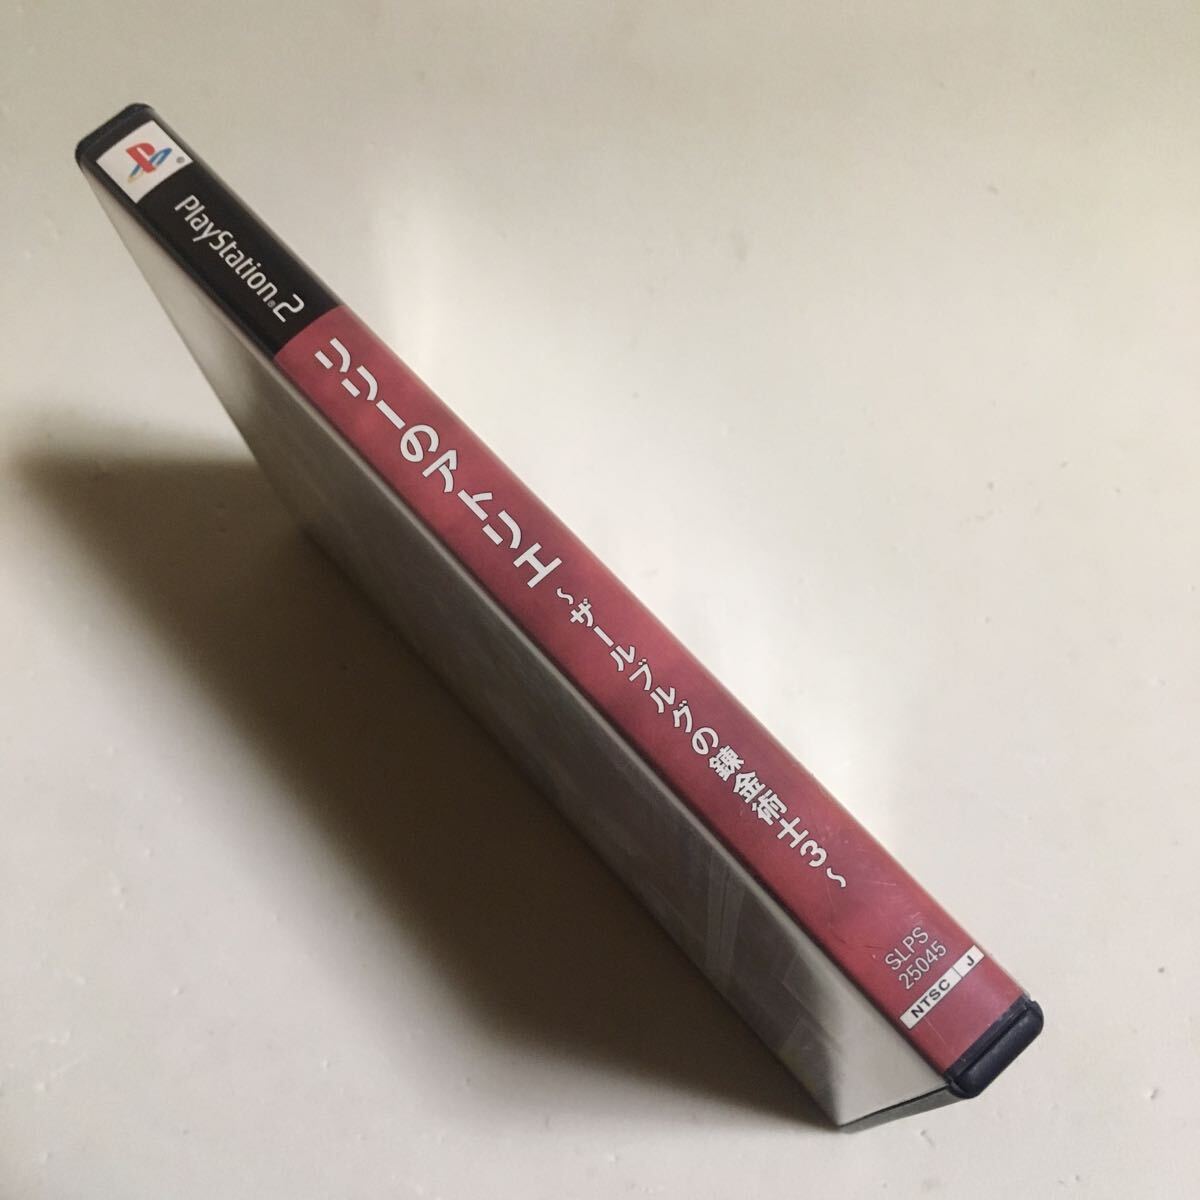 PlayStation®2
リリーのアトリエ
~ザールブルグの錬金術士3~
SLPS
25045
NTSC J